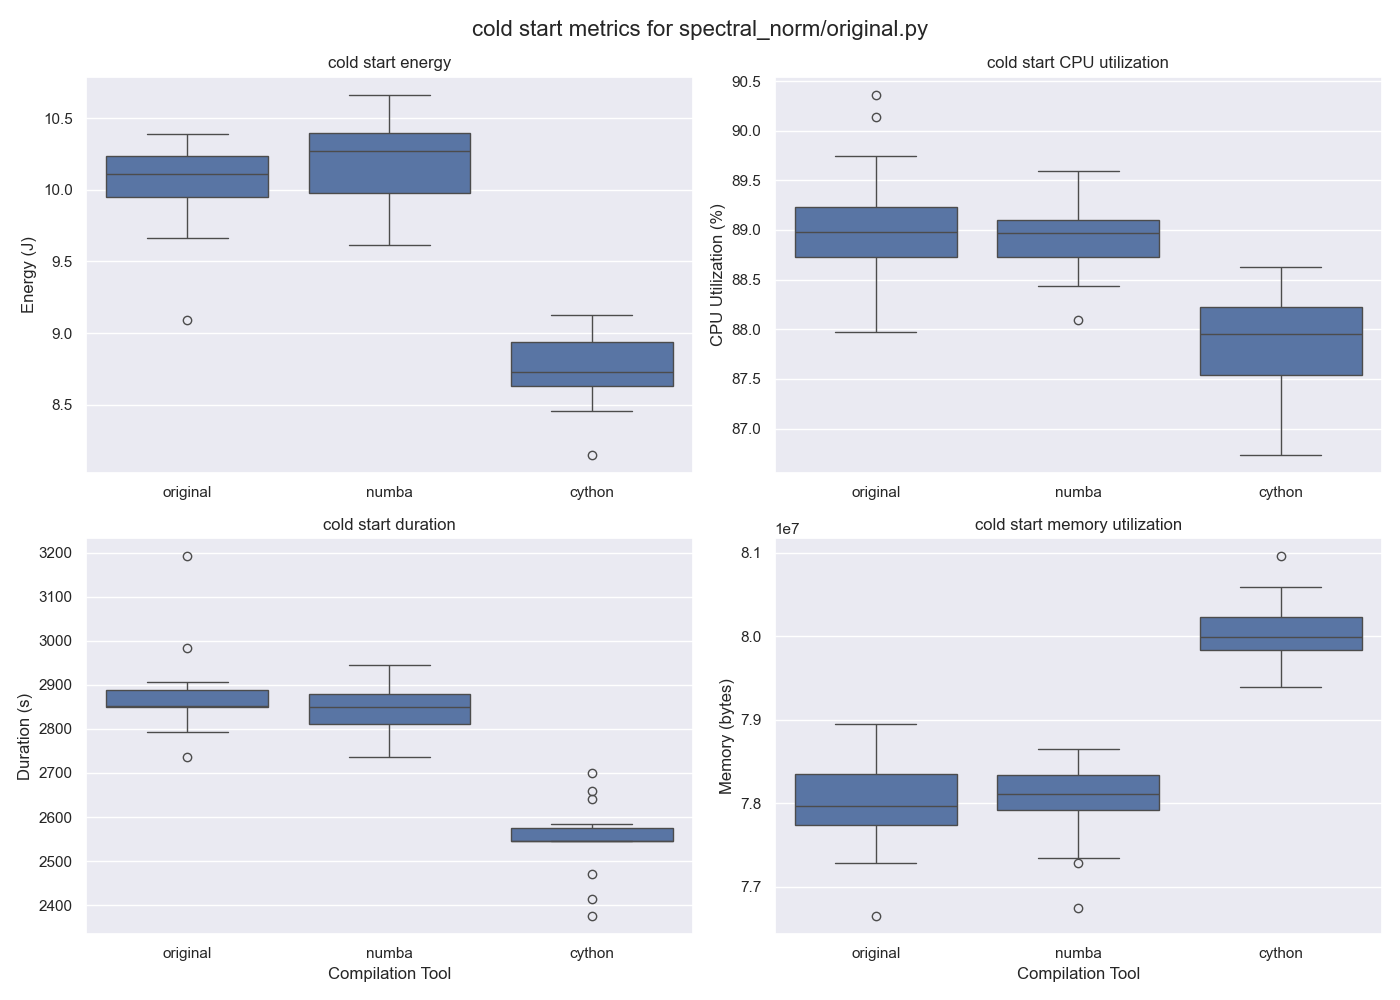 cold start metrics for spectral_norm/original.py
cold start energy
Energy (J)
10.5
10.0
9.5
9.0
8.5
original
numba
cython
cold start CPU utilization
CPU Utilization (%)
90.5
90.0
89.5
89.0
88.5
88.0
87.5
87.0
original
numba
cython
cold start duration
Duration (s)
3200
3100
3000
2900
2800
2700
2600
2500
2400
original
numba
cython
Compilation Tool
1e7
cold start memory utilization
Memory (bytes)
8.1
8.0
7.9
7.8
7.7
original
numba
cython
Compilation Tool